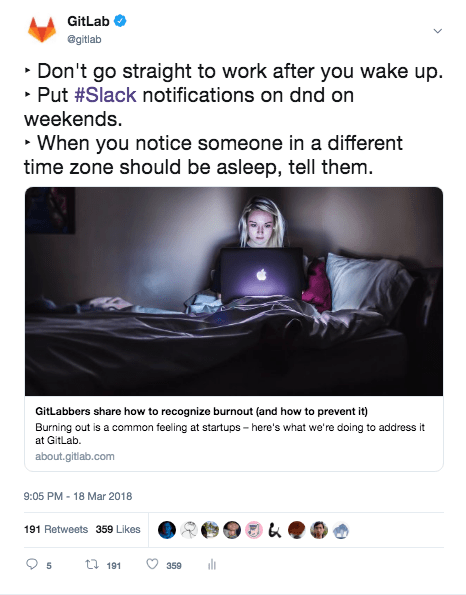 GitLab
@gitlab
‣ Don't go straight to work after you wake up.
‣ Put #Slack notifications on dnd on
weekends.
‣ When you notice someone in a different
time zone should be asleep, tell them.
GitLabbers share how to recognize burnout (and how to prevent it)
Burning out is a common feeling at startups – here's what we're doing to address it
at GitLab.
about.gitlab.com
9:05 PM - 18 Mar 2018
191 Retweets 359 Likes
5 191 359